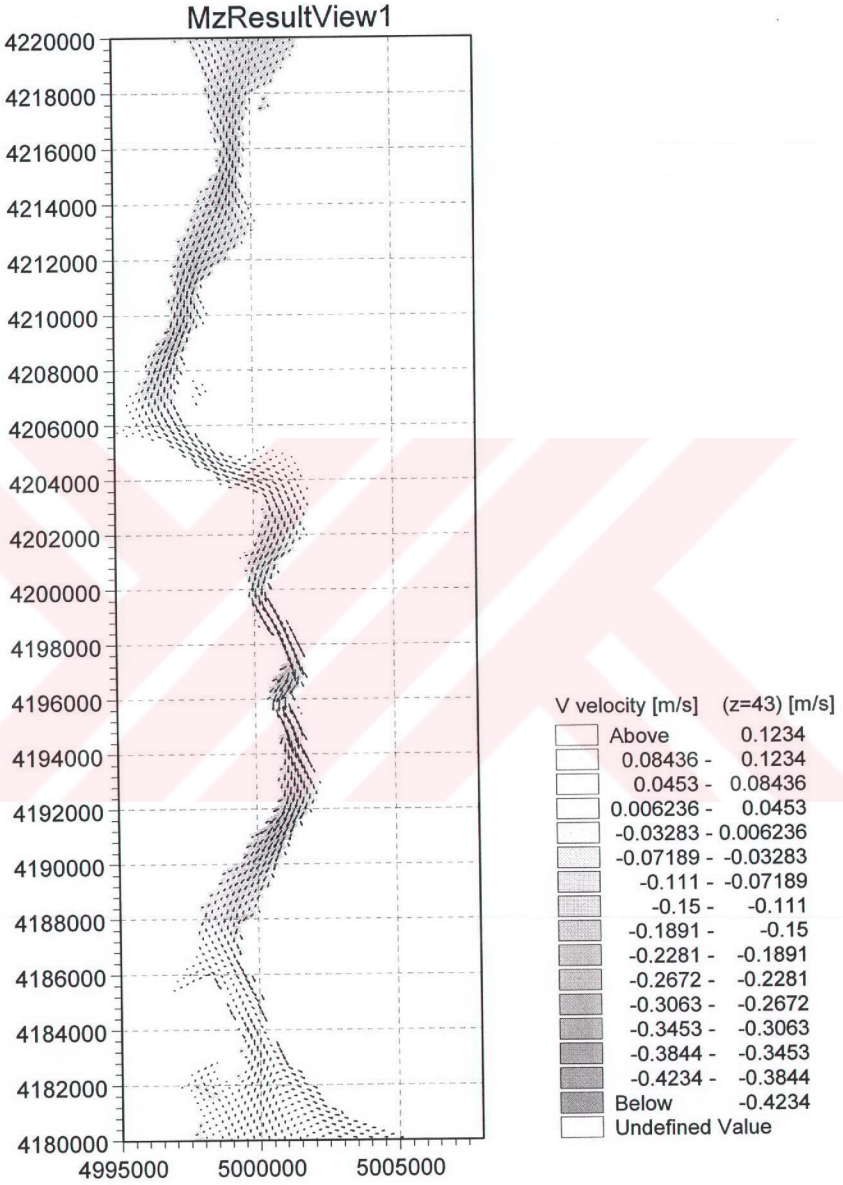 MzResultView1
4220000
4218000
4216000
4214000
4212000
4210000
4208000
4206000
4204000
4202000
4200000
4198000
4196000
4194000
4192000
4190000
4188000
4186000
4184000
4182000
4180000
4995000 5000000 5005000
V velocity [m/s] (z=43) [m/s]
Above 0.1234
0.08436 - 0.1234
0.0453 - 0.08436
0.006236 - 0.0453
-0.03283 - 0.006236
-0.07189 - -0.03283
-0.111 - -0.07189
-0.15 - -0.111
-0.1891 - -0.15
-0.2281 - -0.1891
-0.2672 - -0.2281
-0.3063 - -0.2672
-0.3453 - -0.3063
-0.3844 - -0.3453
-0.4234 - -0.3844
Below -0.4234
Undefined Value